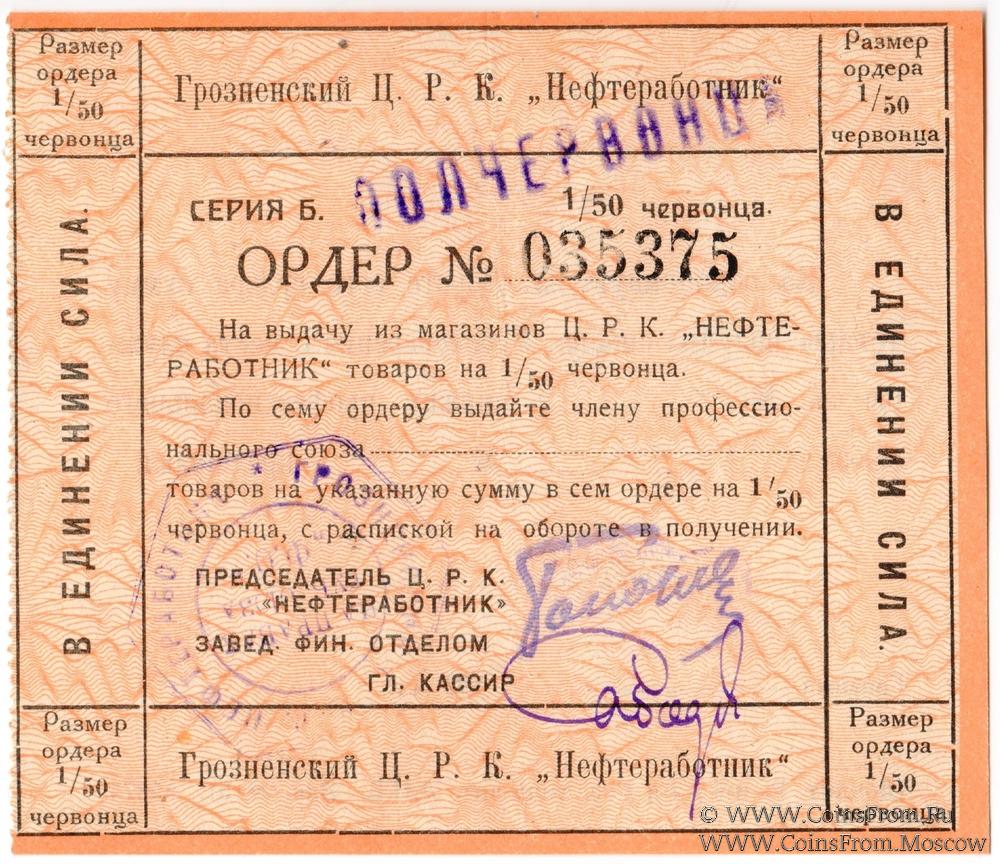 Размер
ордера
1/50
червонца
Грозненский Ц. Р. К. „Нефтеработник“
Размер
ордера
1/50
червонца
ПОЛЧЕРВОНЦА
СЕРИЯ Б.
1/50 червонца.
ОРДЕР № 035375
На выдачу из магазинов Ц. Р. К. „НЕФТЕ-
РАБОТНИК“ товаров на 1/50 червонца.
По сему ордеру выдайте члену професси-
нального союза
товаров на указанную сумму в сем ордере на 1/50
червонца, с распиской на обороте в получении.
ПРЕДСЕДАТЕЛЬ Ц. Р. К.
«НЕФТЕРАБОТНИК»
ЗАВЕД. ФИН. ОТДЕЛОМ
ГЛ. КАССИР
В ЕДИНЕНИИ СИЛА.
В ЕДИНЕНИИ СИЛА.
Размер
ордера
1/50
червонца
Грозненский Ц. Р. К. „Нефтеработник“
Размер
ордера
1/50
червонца
© WWW.CoinsFrom.Ru
WWW.CoinsFrom.Moscow